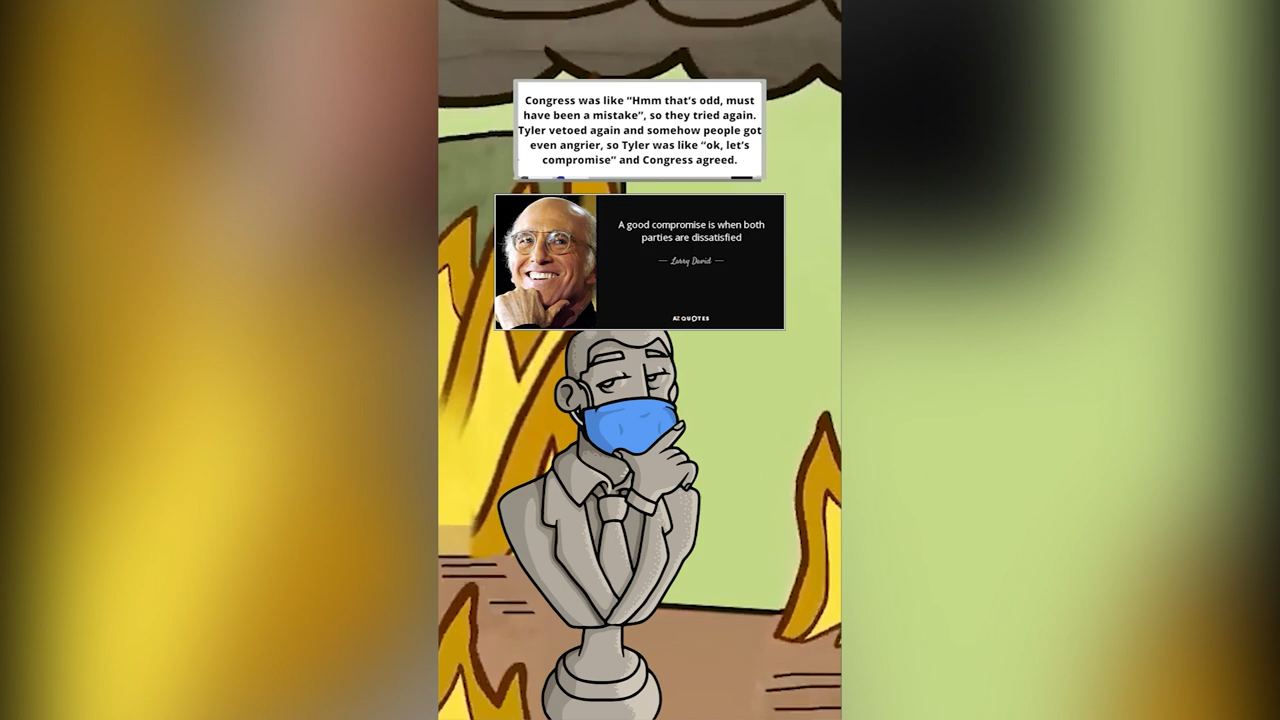 Congress was like “Hmm that’s odd, must
have been a mistake”, so they tried again.
Tyler vetoed again and somehow people got
even angrier, so Tyler was like “ok, let’s
compromise” and Congress agreed.
A good compromise is when both
parties are dissatisfied
— Larry David —
AZ QUOTES